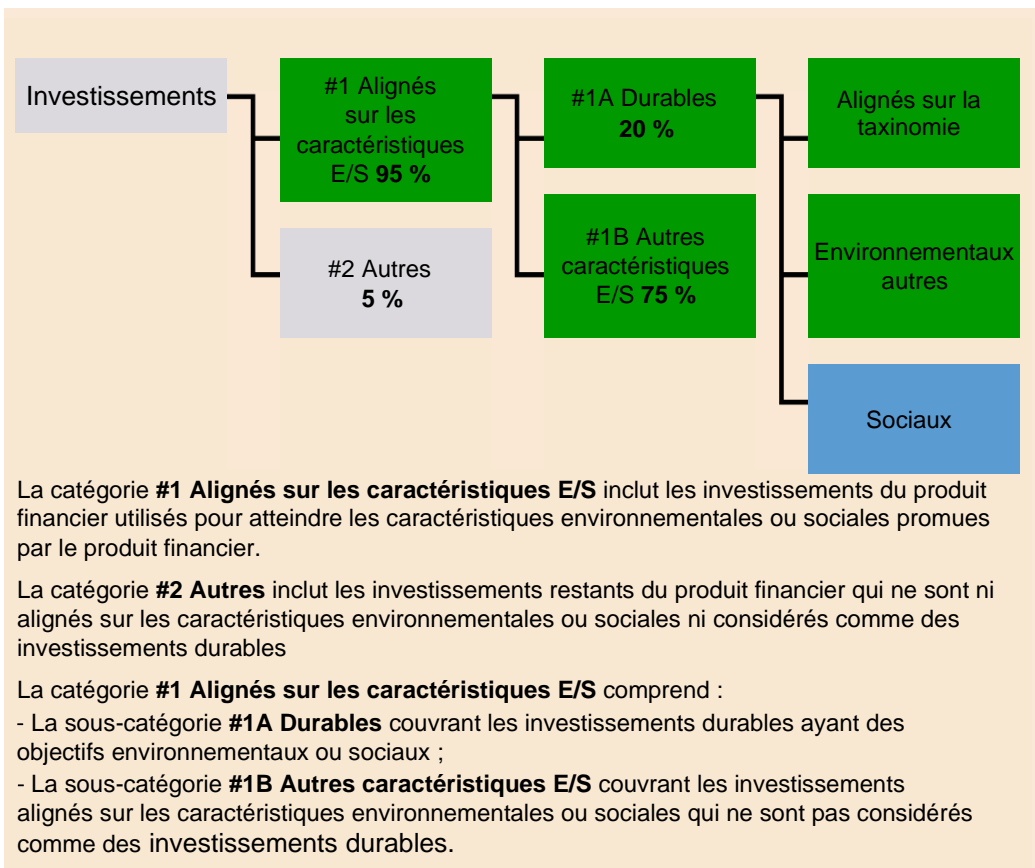 Investissements
#1 Alignés
sur les
caractéristiques
E/S 95 %
#2 Autres
5 %
#1A Durables
20 %
#1B Autres
caractéristiques
E/S 75 %
Alignés sur la
taxinomie
Environnementaux
autres
Sociaux
La catégorie #1 Alignés sur les caractéristiques E/S inclut les investissements du produit
financier utilisés pour atteindre les caractéristiques environnementales ou sociales promues
par le produit financier.
La catégorie #2 Autres inclut les investissements restants du produit financier qui ne sont ni
alignés sur les caractéristiques environnementales ou sociales ni considérés comme des
investissements durables
La catégorie #1 Alignés sur les caractéristiques E/S comprend :
- La sous-catégorie #1A Durables couvrant les investissements durables ayant des
objectifs environnementaux ou sociaux ;
- La sous-catégorie #1B Autres caractéristiques E/S couvrant les investissements
alignés sur les caractéristiques environnementales ou sociales qui ne sont pas considérés
comme des investissements durables.